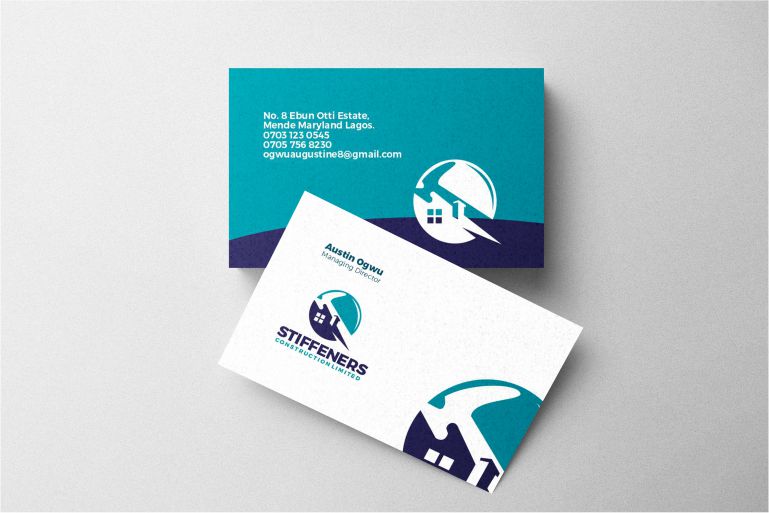 No. 8 Ebun Otti Estate,
Mende Maryland Lagos.
0703 123 0545
0705 756 8230
ogwuaugustine8@gmail.com
Austin Ogwu
Managing Director
STIFFENERS
CONSTRUCTION LIMITED